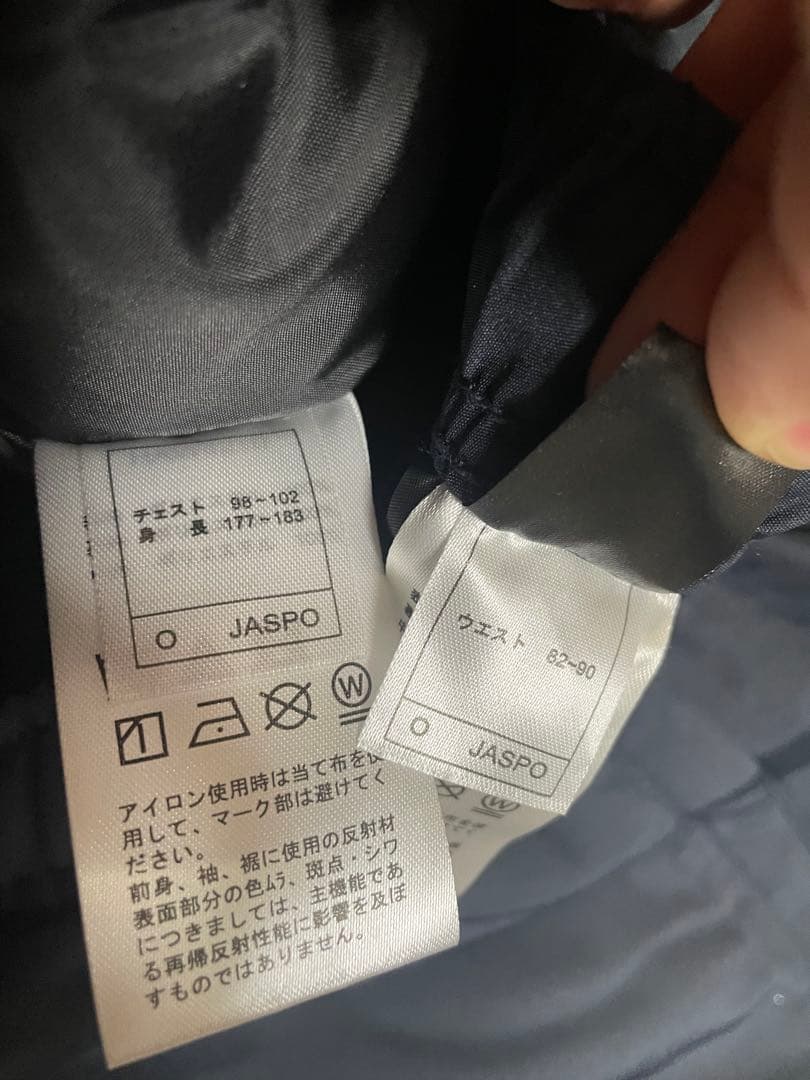 チェスト 98~102
身 長 177~183
O JASPO
W
アイロン使用時は当て布を使
用して、マーク部は避けてく
ださい。
前身、袖、裾に使用の反射材
表面部分の色ムラ、斑点・シワ
につきましては、主機能であ
る再帰反射性能に影響を及ぼ
すものではありません。
ウエスト 82~90
O JASPO